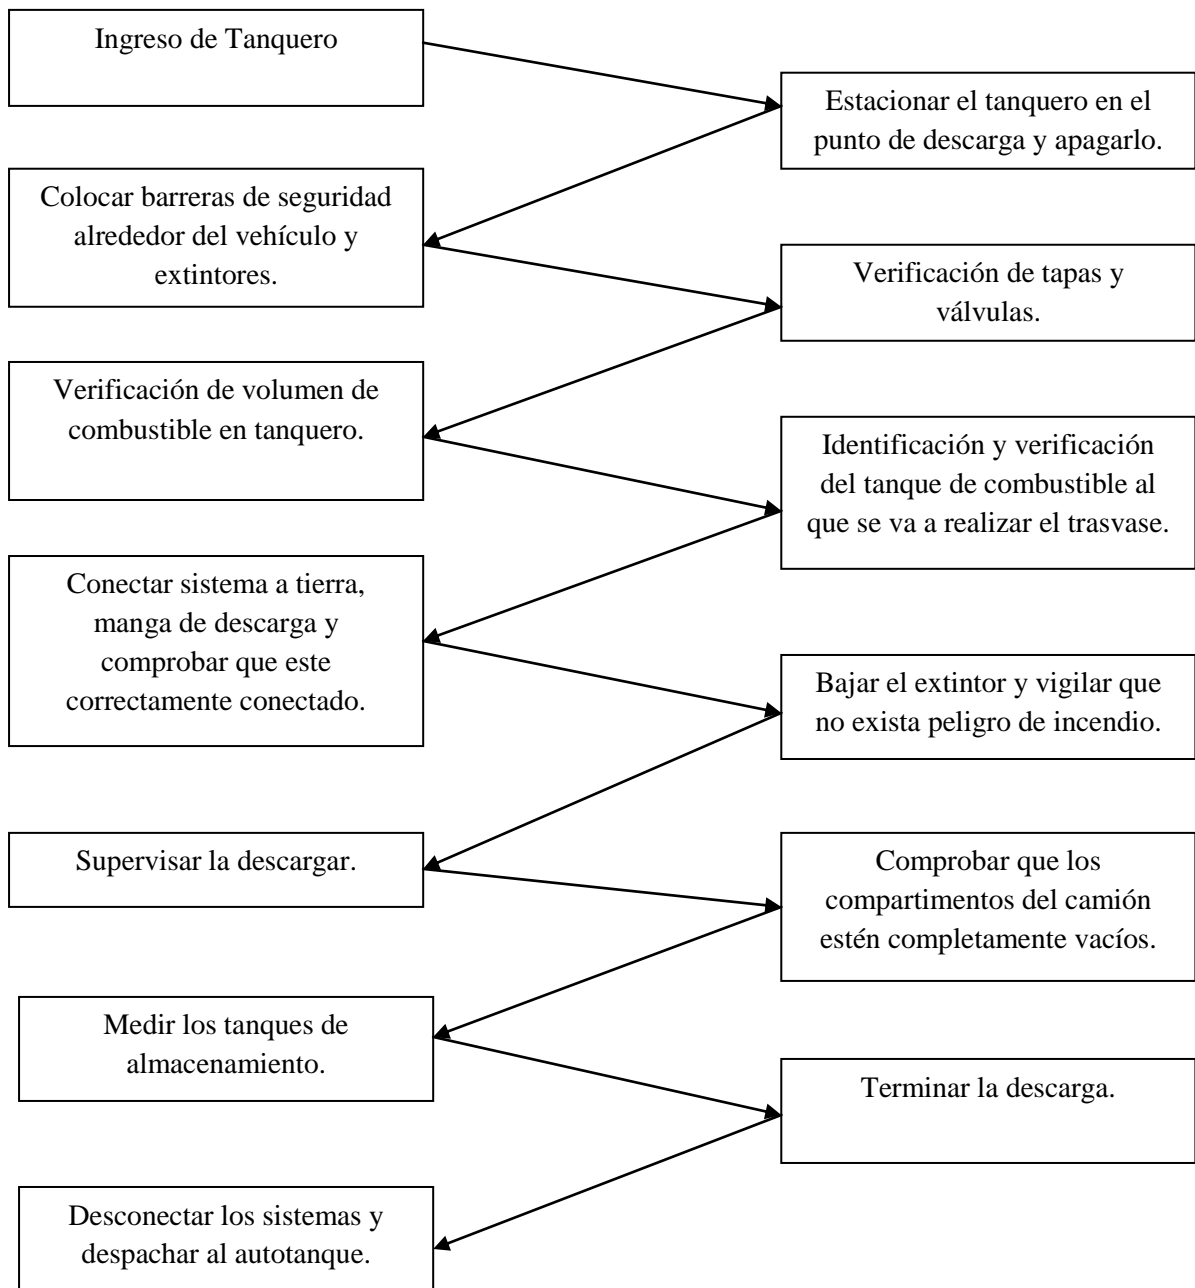 Ingreso de Tanquero
Estacionar el tanquero en el
punto de descarga y apagarlo.
Colocar barreras de seguridad
alrededor del vehículo y
extintores.
Verificación de tapas y
válvulas.
Verificación de volumen de
combustible en tanquero.
Identificación y verificación
del tanque de combustible al
que se va a realizar el trasvase.
Conectar sistema a tierra,
manga de descarga y
comprobar que este
correctamente conectado.
Bajar el extintor y vigilar que
no exista peligro de incendio.
Supervisar la descargar.
Comprobar que los
compartimentos del camión
estén completamente vacíos.
Medir los tanques de
almacenamiento.
Terminar la descarga.
Desconectar los sistemas y
despachar al autotanque.